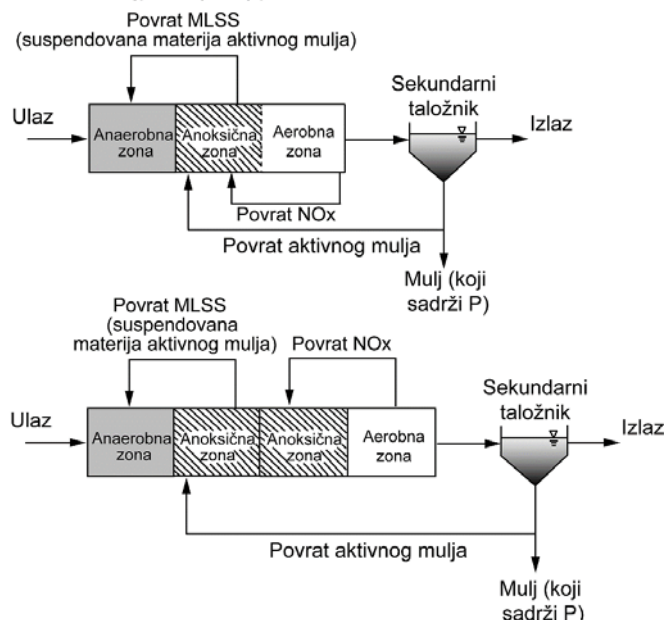 Povrat MLSS
(suspendovana materija aktivnog mulja)
Sekundarni
taložnik
Ulaz
Izlaz
Anaerobna
zona
Anoksična
zona
Aerobna
zona
Povrat NOx
Povrat aktivnog mulja
Mulj (koji
sadrži P)
Povrat MLSS
(suspendovana
materija aktivnog mulja)
Povrat NOx
Sekundarni
taložnik
Ulaz
Izlaz
Anaerobna
zona
Anoksična
zona
Anoksična
zona
Aerobna
zona
Povrat aktivnog mulja
Mulj (koji
sadrži P)